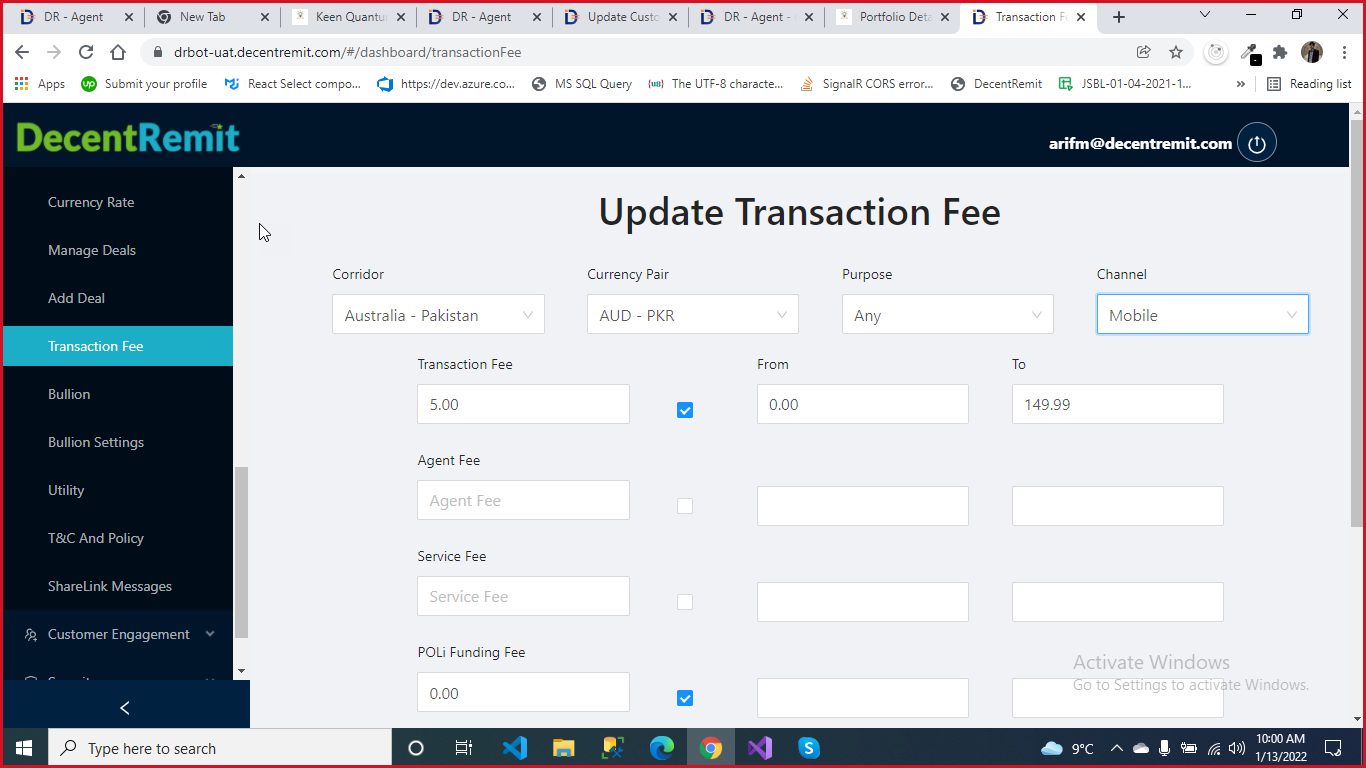 DR - Agent
New Tab
Keen Quantu
DR - Agent
Update Custo
DR - Agent -
Portfolio Deta
Transaction F
drbot-uat.decentremit.com/#/dashboard/transactionFee
Apps
Submit your profile
React Select compo...
https://dev.azure.co...
MS SQL Query
The UTF-8 characte...
SignalR CORS error...
DecentRemit
JSBL-01-04-2021-1...
»
Reading list
DecentRemit
arifm@decentremit.com
Currency Rate
Manage Deals
Add Deal
Transaction Fee
Bullion
Bullion Settings
Utility
T&C And Policy
ShareLink Messages
Customer Engagement
Update Transaction Fee
Corridor
Currency Pair
Purpose
Channel
Australia - Pakistan
AUD - PKR
Any
Mobile
Transaction Fee
From
To
5.00
0.00
149.99
Agent Fee
Agent Fee
Service Fee
Service Fee
POLi Funding Fee
0.00
Activate Windows
Go to Settings to activate Windows.
Type here to search
9°C
10:00 AM
1/13/2022